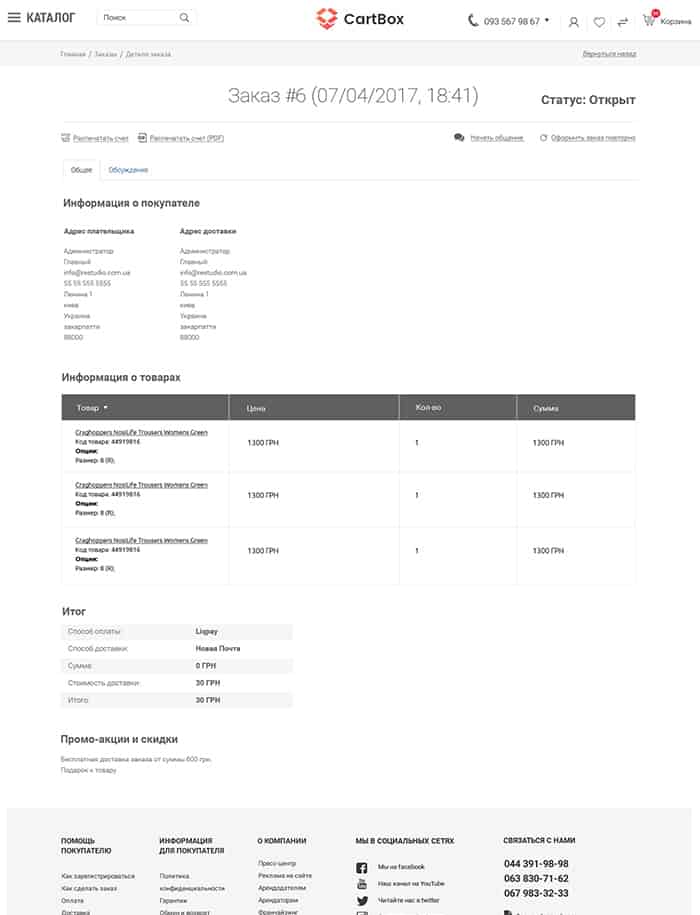 КАТАЛОГ
Поиск
CartBox
093 567 98 67
Корзина
Главная / Заказы / Детали заказа
Вернуться назад
Заказ #6 (07/04/2017, 18:41)
Статус: Открыт
Распечатать счет
Распечатать счет (PDF)
Начать общение
Оформить заказ повторно
Общее
Обсуждение
Информация о покупателе
Адрес плательщика
Администратор
Главный
info@restudio.com.ua
55 55 555 5555
Ленина 1
киев
Украина
закарпатти
88000
Адрес доставки
Администратор
Главный
info@restudio.com.ua
55 55 555 5555
Ленина 1
киев
Украина
закарпатти
88000
Информация о товарах
Товар Цена Кол-во Сумма
Craghoppers NosiLife Trousers Womens Green
Код товара: 44919816
Опции:
Размер: 8 (R);
1300 ГРН 1 1300 ГРН
Craghoppers NosiLife Trousers Womens Green
Код товара: 44919816
Опции:
Размер: 8 (R);
1300 ГРН 1 1300 ГРН
Craghoppers NosiLife Trousers Womens Green
Код товара: 44919816
Опции:
Размер: 8 (R);
1300 ГРН 1 1300 ГРН
Итог
Способ оплаты: Liqpay
Способ доставки: Новая Почта
Сумма: 0 ГРН
Стоимость доставки: 30 ГРН
Итого: 30 ГРН
Промо-акции и скидки
Бесплатная доставка заказа от суммы 600 грн.
Подарок к товару
ПОМОЩЬ
ПОКУПАТЕЛЮ
Как зарегистрироваться
Как сделать заказ
Оплата
Доставка
ИНФОРМАЦИЯ
ДЛЯ ПОКУПАТЕЛЯ
Политика
конфиденциальности
Гарантии
Обмен и возврат
О КОМПАНИИ
Пресс-центр
Реклама на сайте
Арендодателям
Арендаторам
Франчайзинг
МЫ В СОЦИАЛЬНЫХ СЕТЯХ
Мы на facebook
Наш канал на YouTube
Читайте нас в twitter
СВЯЗАТЬСЯ С НАМИ
044 391-98-98
063 830-71-62
067 983-32-33